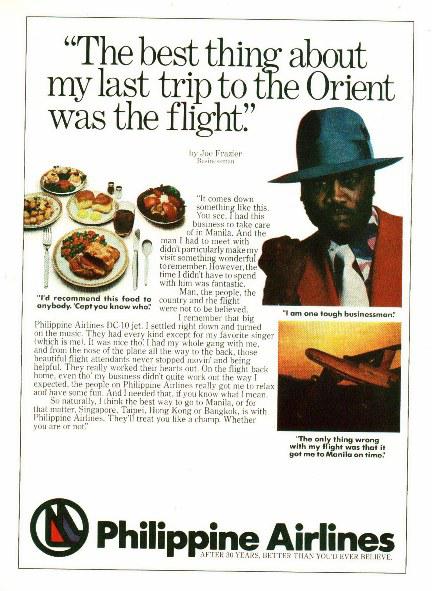 “The best thing about
my last trip to the Orient
was the flight.”
by Joe Frazier
Businessman
“It comes down
something like this.
You see, I had this
business to take care
of in Manila. And the
man I had to meet with
didn't particularly make my
visit something wonderful
to remember. However, the
time I didn't have to spend
with him was fantastic.
Man, the people, the
country and the flight
were not to be believed.
I remember that big
Philippine Airlines DC-10 jet. I settled right down and turned
on the music. They had every kind except for my favorite singer
(which is me). It was nice tho'. I had my whole gang with me,
and from the nose of the plane all the way to the back, those
beautiful flight attendants never stopped movin' and being
helpful. They really worked their hearts out. On the flight back
home, even tho' my business didn't quite work out the way I
expected, the people on Philippine Airlines really got me to relax
and have some fun. And I needed that, if you know what I mean.
So naturally, I think the best way to go to Manila, or for
that matter, Singapore, Taipei, Hong Kong or Bangkok, is with
Philippine Airlines. They'll treat you like a champ. Whether
you are or not.”
"I'd recommend this food to
anybody. 'Cept you know who."
"I am one tough businessman."
"The only thing wrong
with my flight was that it
got me to Manila on time."
Philippine Airlines
AFTER 30 YEARS, BETTER THAN YOU'D EVER BELIEVE.